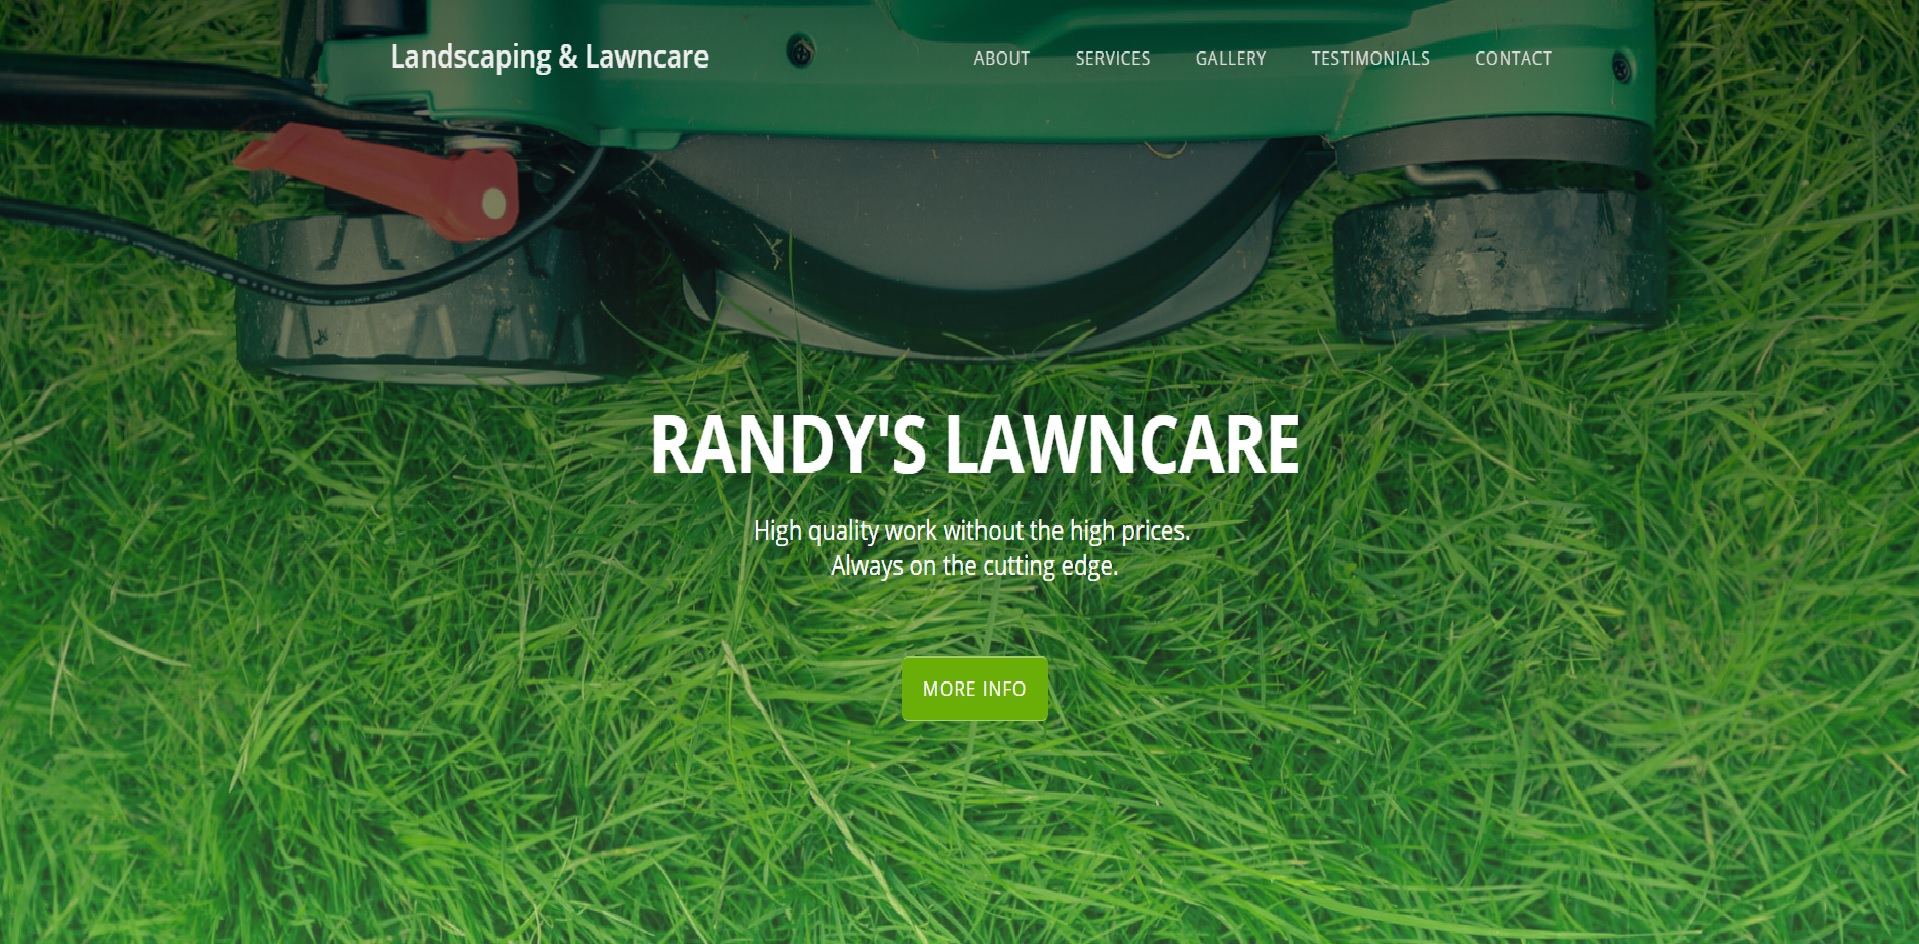 Landscaping & Lawncare
ABOUT SERVICES GALLERY TESTIMONIALS CONTACT
RANDY'S LAWNCARE
High quality work without the high prices.
Always on the cutting edge.
MORE INFO